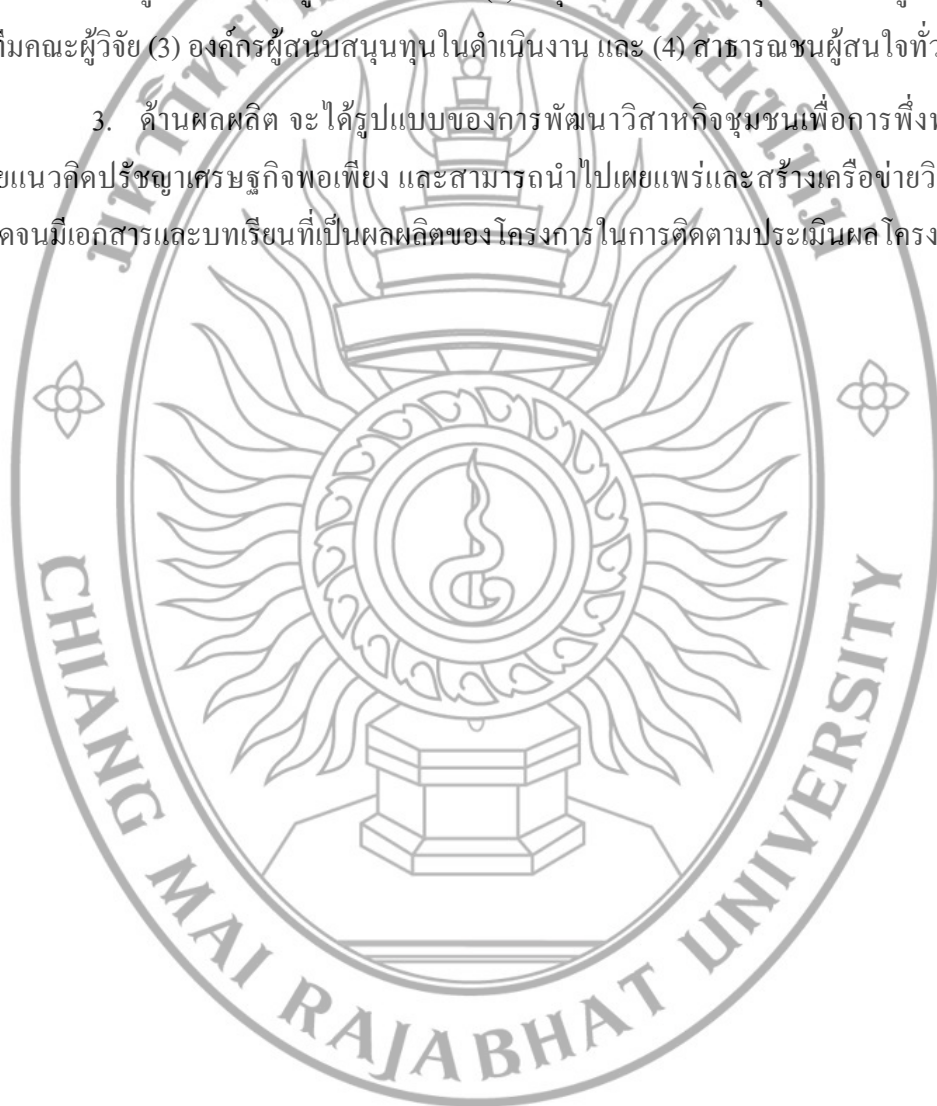 ทีมคณะผู้วิจัย (3) องค์กรผู้สนับสนุนทุนในดำเนินงาน และ (4) สาธารณชนผู้สนใจทั่ว
3. ด้านผลผลิต จะได้รูปแบบของการพัฒนาวิสาหกิจชุมชนเพื่อการพึ่ง
แนวคิดปรัชญาเศรษฐกิจพอเพียง และสามารถนำไปเผยแพร่และสร้างเครือข่าย
จนมีเอกสารและบทเรียนที่เป็นผลผลิตของโครงการในการติดตามประเมินผลโครง
CHIANG MAI RAJABHAT UNIVERSITY